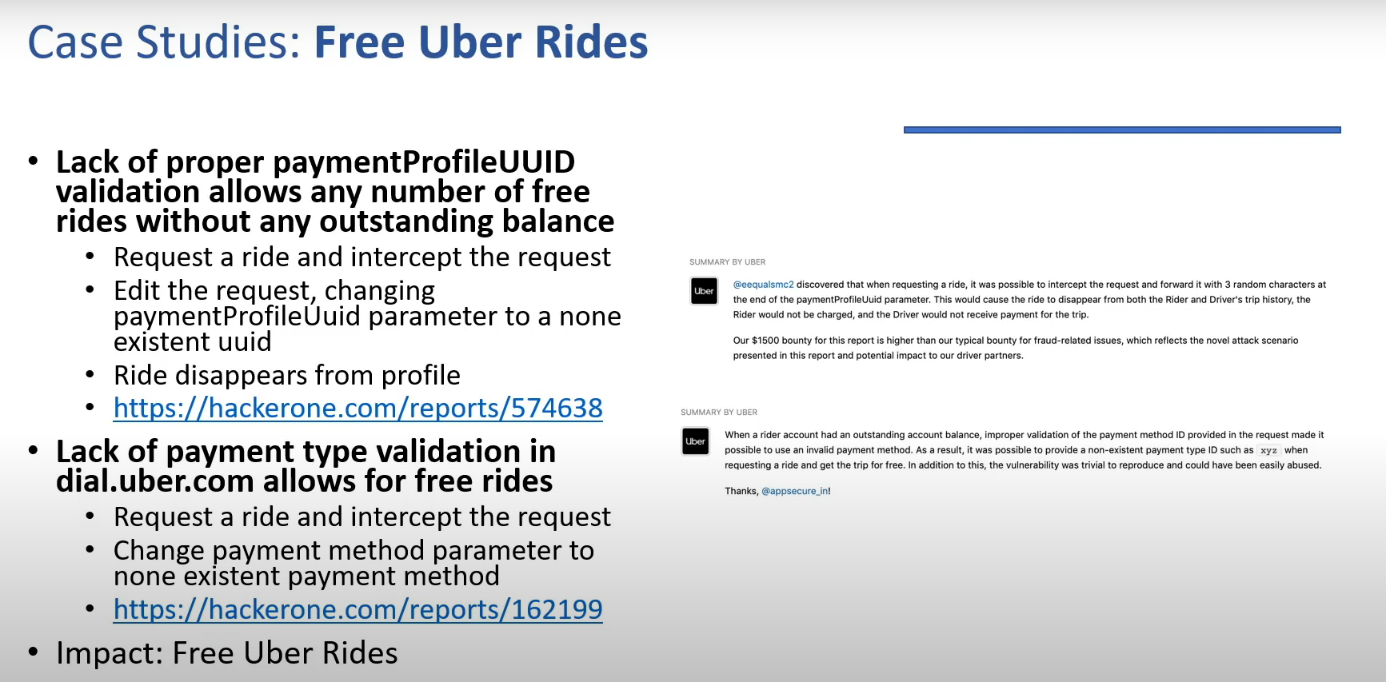 Case Studies: Free Uber Rides
• Lack of proper paymentProfileUUID
validation allows any number of free
rides without any outstanding balance
• Request a ride and intercept the request
• Edit the request, changing
paymentProfileUuid parameter to a none
existent uuid
• Ride disappears from profile
• https://hackerone.com/reports/574638
• Lack of payment type validation in
dial.uber.com allows for free rides
• Request a ride and intercept the request
• Change payment method parameter to
none existent payment method
• https://hackerone.com/reports/162199
• Impact: Free Uber Rides
SUMMARY BY UBER
Uber
@eequalsmc2 discovered that when requesting a ride, it was possible to intercept the request and forward it with 3 random characters at
the end of the paymentProfileUuid parameter. This would cause the ride to disappear from both the Rider and Driver's trip history, the
Rider would not be charged, and the Driver would not receive payment for the trip.
Our $1500 bounty for this report is higher than our typical bounty for fraud-related issues, which reflects the novel attack scenario
presented in this report and potential impact to our driver partners.
SUMMARY BY UBER
Uber
When a rider account had an outstanding account balance, improper validation of the payment method ID provided in the request made it
possible to use an invalid payment method. As a result, it was possible to provide a non-existent payment type ID such as xyz when
requesting a ride and get the trip for free. In addition to this, the vulnerability was trivial to reproduce and could have been easily abused.
Thanks, @appsecure_in!